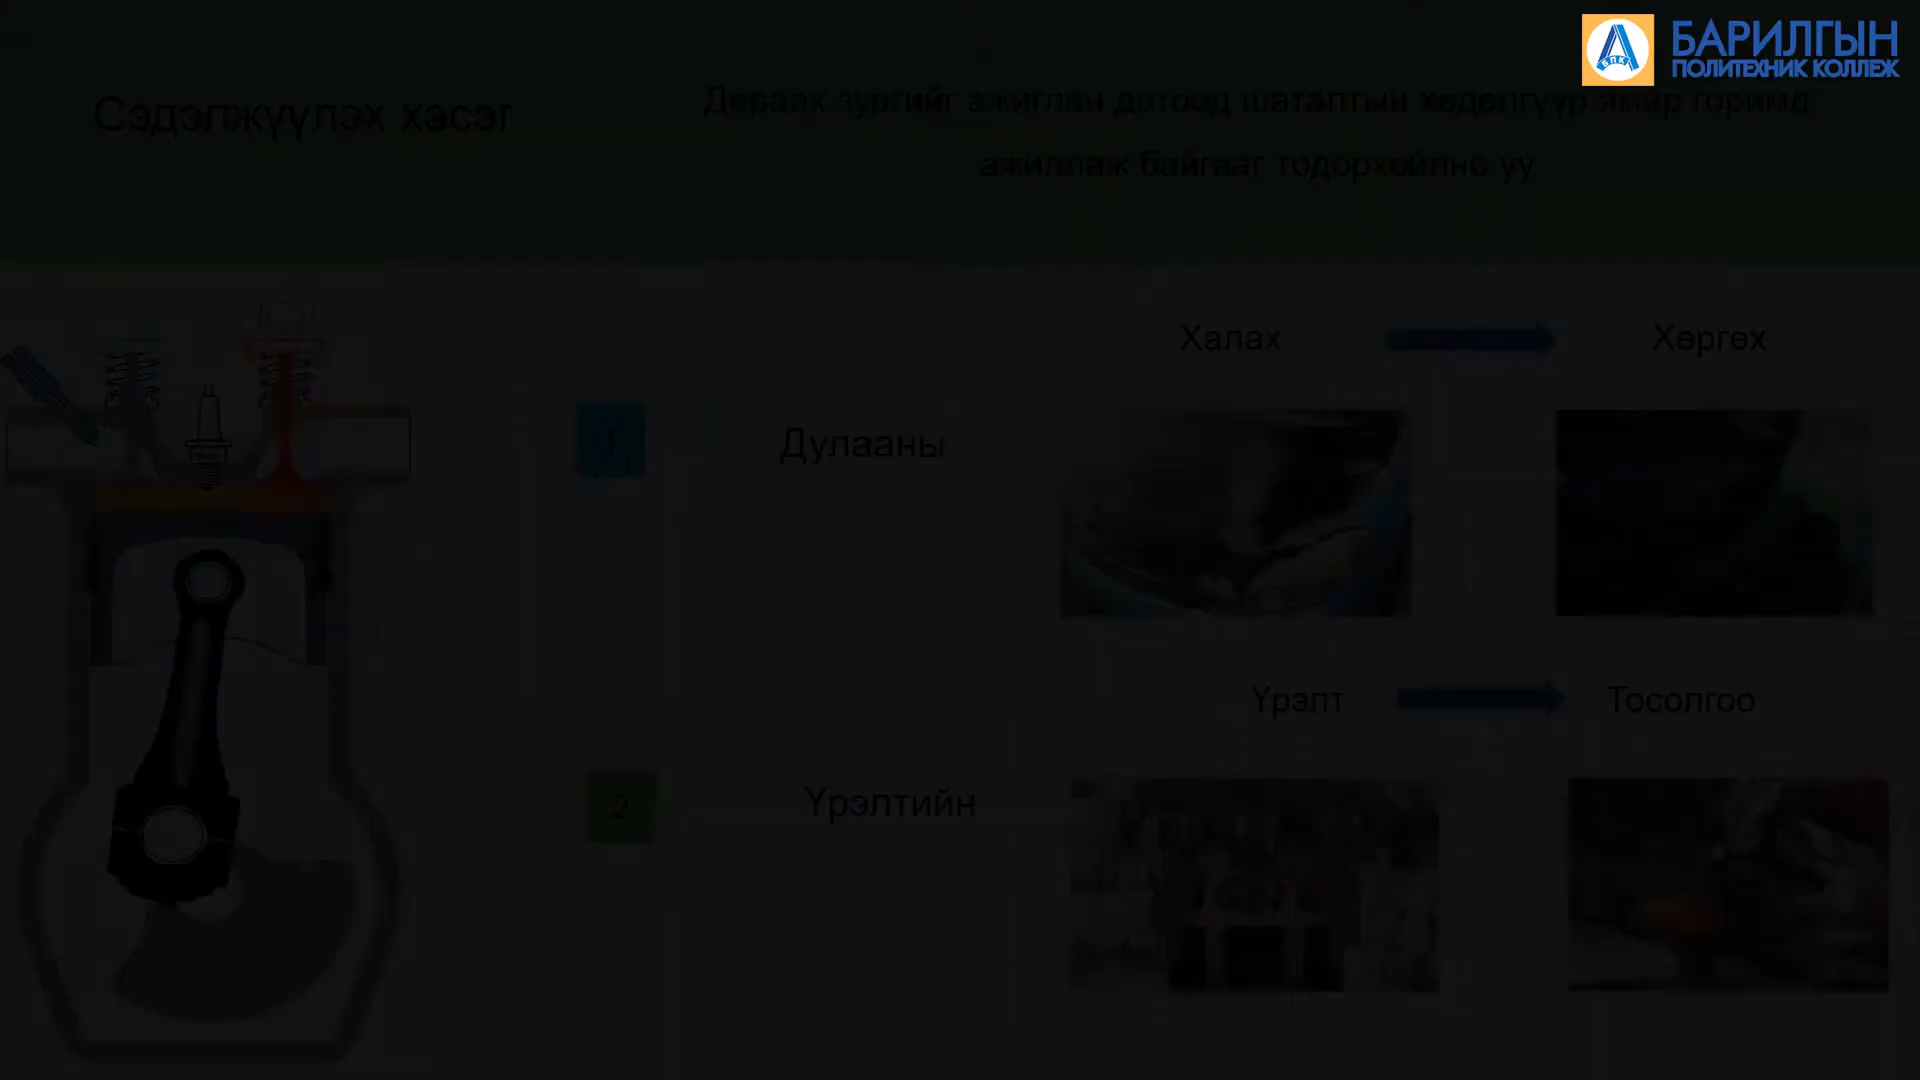 БАРИЛГЫН
ПОЛИТЕХНИК КОЛЛЕЖ
Сэдэлжүүлэх хэсэг
Дараах зургийг ажиглан дотоод шаталтын хөдөлгүүр ямар горимд
ажиллаж байгааг тодорхойлно уу
Халах
Хөргөх
1
Дулааны
Үрэлт
Тосолгоо
2
Үрэлтийн